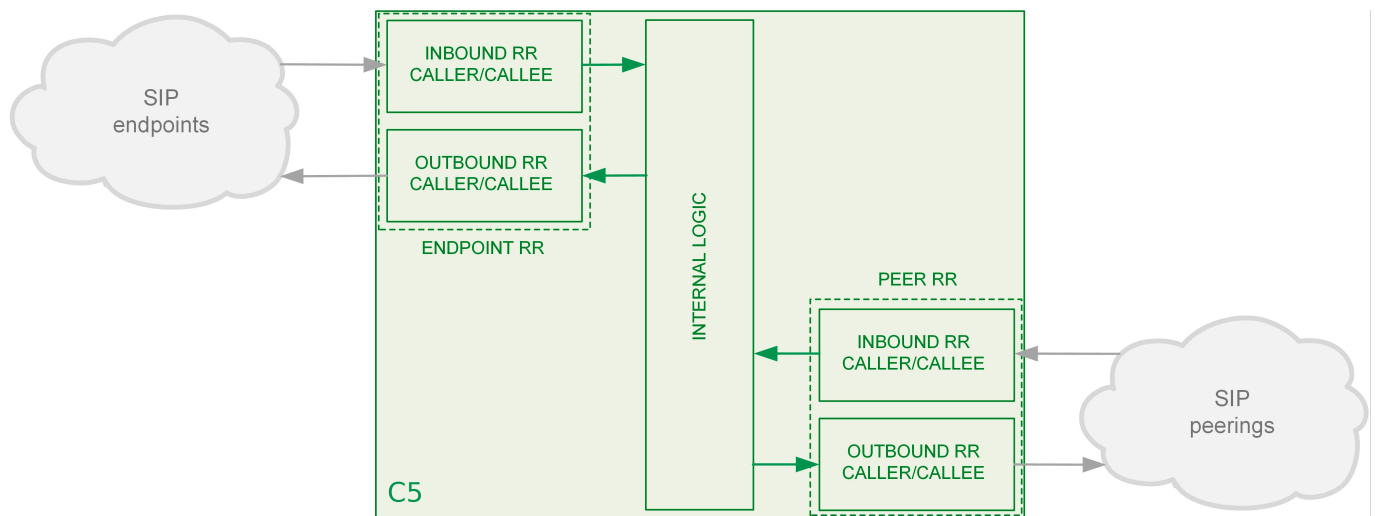 INBOUND RR
CALLER/CALLEE
SIP
endpoints
OUTBOUND RR
CALLER/CALLEE
ENDPOINT RR
INTERNAL LOGIC
PEER RR
INBOUND RR
CALLER/CALLEE
SIP
peerings
OUTBOUND RR
CALLER/CALLEE
C5